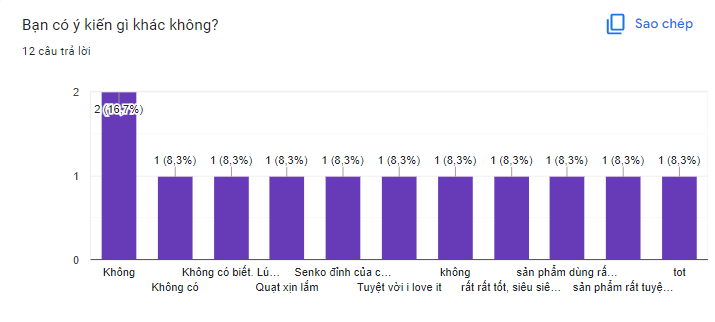 Bạn có ý kiến gì khác không?
Sao chép
12 câu trả lời
2
1
0
2 (16,7%)
1 (8,3%)
1 (8,3%)
1 (8,3%)
1 (8,3%)
1 (8,3%)
1 (8,3%)
1 (8,3%)
1 (8,3%)
1 (8,3%)
1 (8,3%)
Không
Không có
Không có biết. Lú…
Quạt xịn lắm
Senko đỉnh của c…
Tuyệt vời i love it
không
rất rất tốt, siêu siê…
sản phẩm dùng rấ…
sản phẩm rất tuyệ…
tot